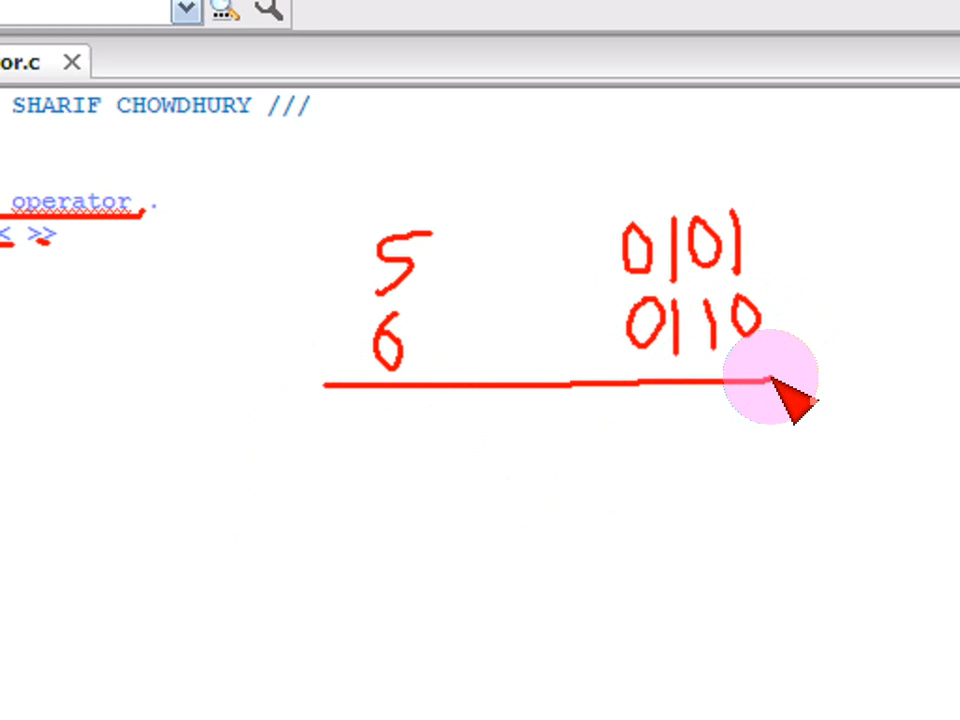 or.c
SHARIF CHOWDHURY ///
operator .
< >>
5 0101
6 0110